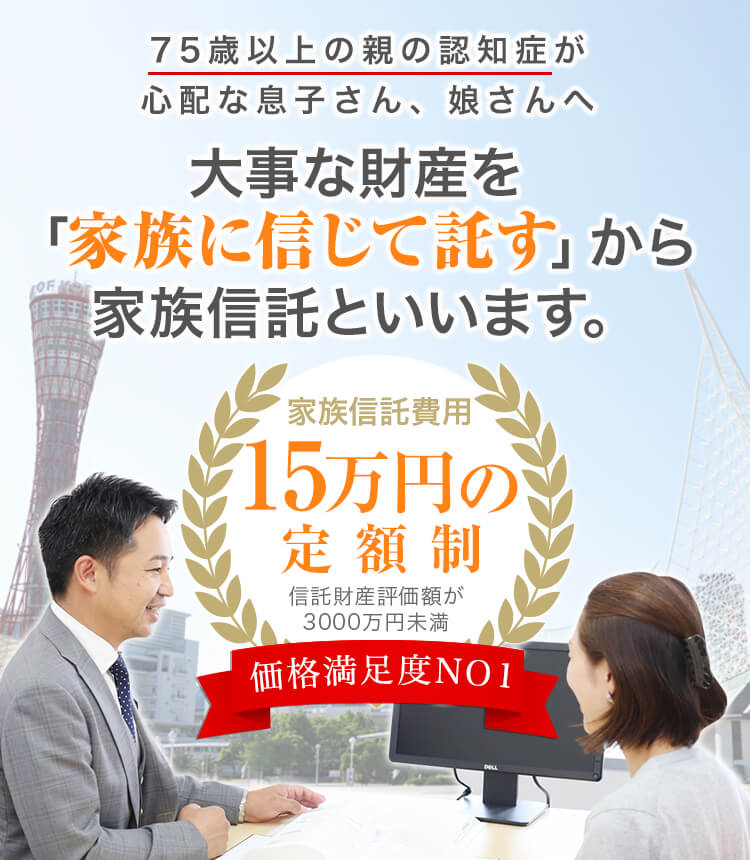 75歳以上の親の認知症が
心配な息子さん、娘さんへ
大事な財産を
「家族に信じて託す」から
家族信託といいます。
家族信託費用
15万円の
定額制
信託財産評価額が
3000万円未満
価格満足度NO1
DELL